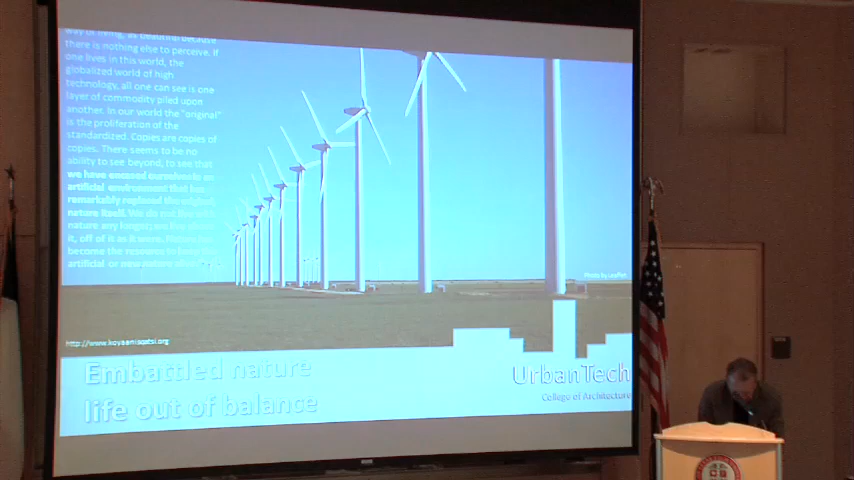 way of living, as beautiful because
there is nothing else to perceive. If
one lives in this world, the
globalized world of high
technology, all one can see is one
layer of commodity piled upon
another. In our world the "original"
is the proliferation of the
standardized. Copies are copies of
copies. There seems to be no
ability to see beyond, to see that
we have encased ourselves in an
artificial environment that has
remarkably replaced the original,
nature itself. We do not live with
nature any longer; we live above
it, off of it as it were. Nature has
become the resource to keep this
artificial or new nature alive.
Photo by Leaflet
http://www.koyaanisqatsi.org
Embattled nature
life out of balance
UrbanTech
College of Architecture